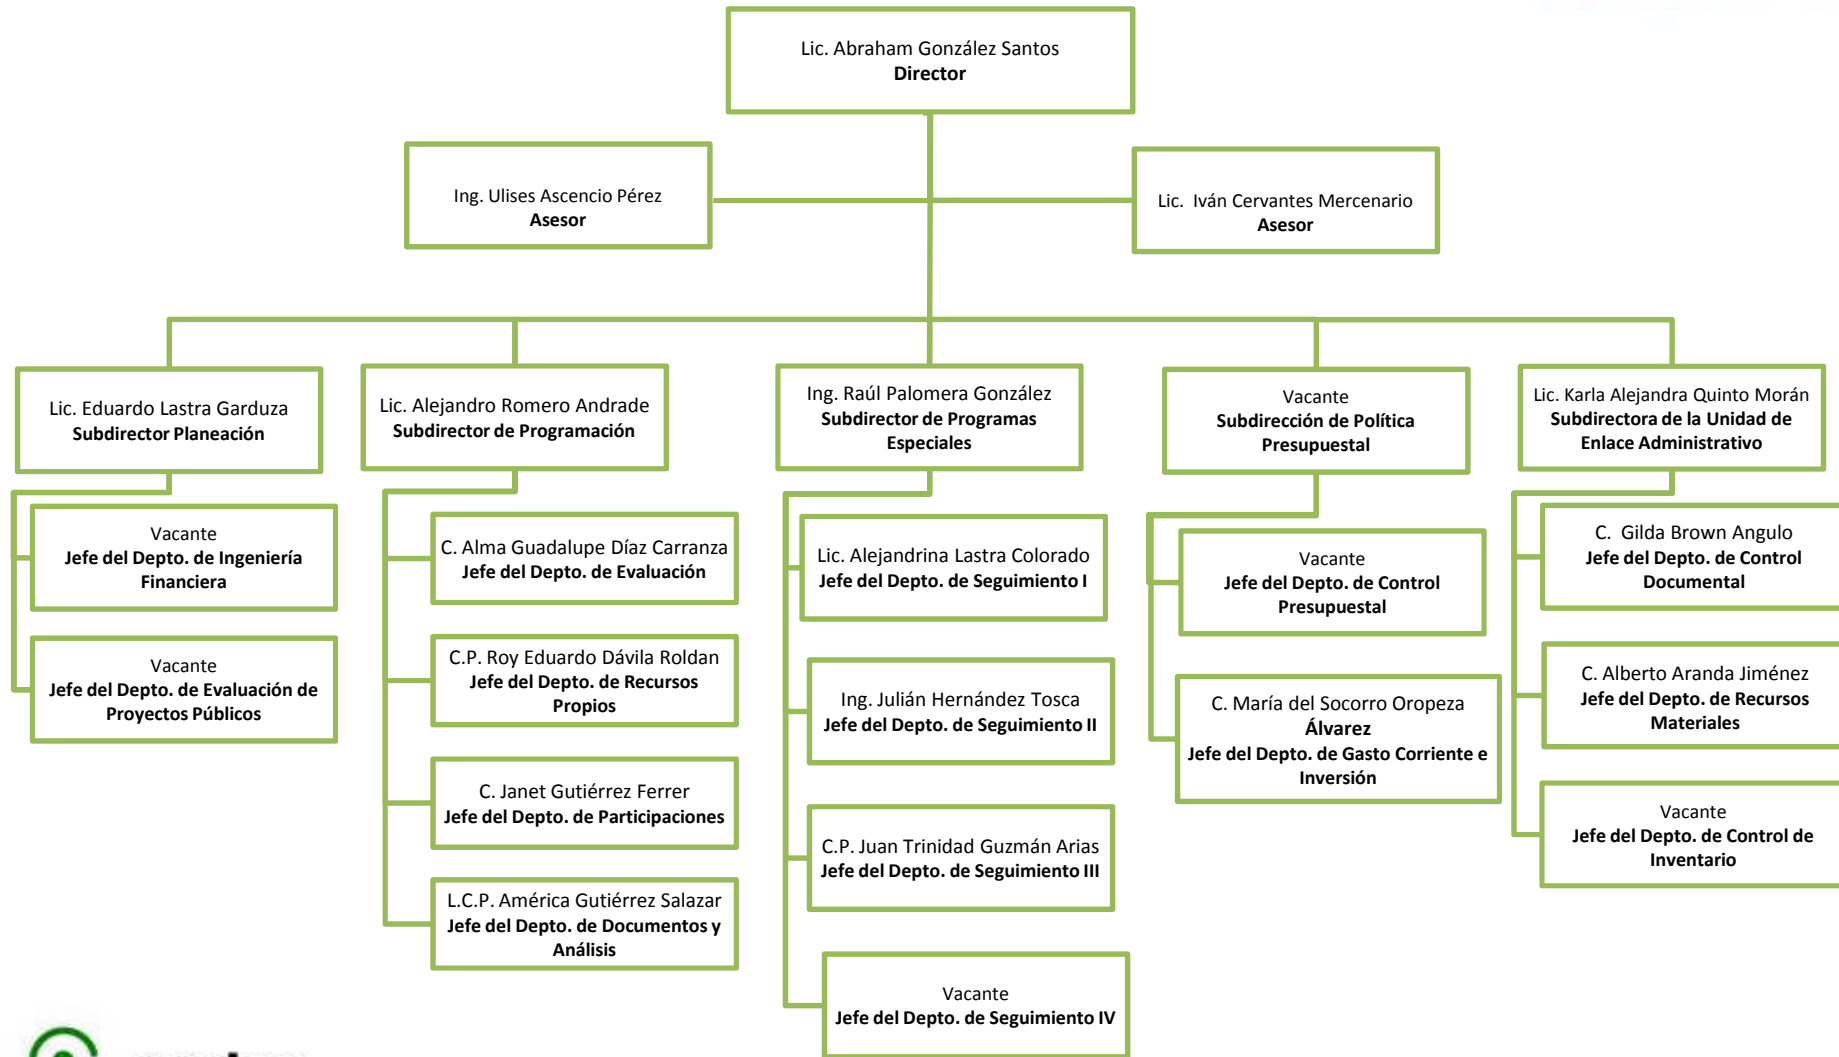 Lic. Abraham González Santos
Director
Ing. Ulises Ascencio Pérez
Asesor
Lic. Iván Cervantes Mercenario
Asesor
Lic. Eduardo Lastra Garduza
Subdirector Planeación
Lic. Alejandro Romero Andrade
Subdirector de Programación
Ing. Raúl Palomera González
Subdirector de Programas
Especiales
Vacante
Subdirección de Política
Presupuestal
Lic. Karla Alejandra Quinto Morán
Subdirectora de la Unidad de
Enlace Administrativo
Vacante
Jefe del Depto. de Ingeniería
Financiera
Vacante
Jefe del Depto. de Evaluación de
Proyectos Públicos
C. Alma Guadalupe Díaz Carranza
Jefe del Depto. de Evaluación
C.P. Roy Eduardo Dávila Roldan
Jefe del Depto. de Recursos
Propios
C. Janet Gutiérrez Ferrer
Jefe del Depto. de Participaciones
L.C.P. América Gutiérrez Salazar
Jefe del Depto. de Documentos y
Análisis
Lic. Alejandrina Lastra Colorado
Jefe del Depto. de Seguimiento I
Ing. Julián Hernández Tosca
Jefe del Depto. de Seguimiento II
C.P. Juan Trinidad Guzmán Arias
Jefe del Depto. de Seguimiento III
Vacante
Jefe del Depto. de Seguimiento IV
Vacante
Jefe del Depto. de Control
Presupuestal
C. María del Socorro Oropeza
Álvarez
Jefe del Depto. de Gasto Corriente e
Inversión
C. Gilda Brown Angulo
Jefe del Depto. de Control
Documental
C. Alberto Aranda Jiménez
Jefe del Depto. de Recursos
Materiales
Vacante
Jefe del Depto. de Control de
Inventario